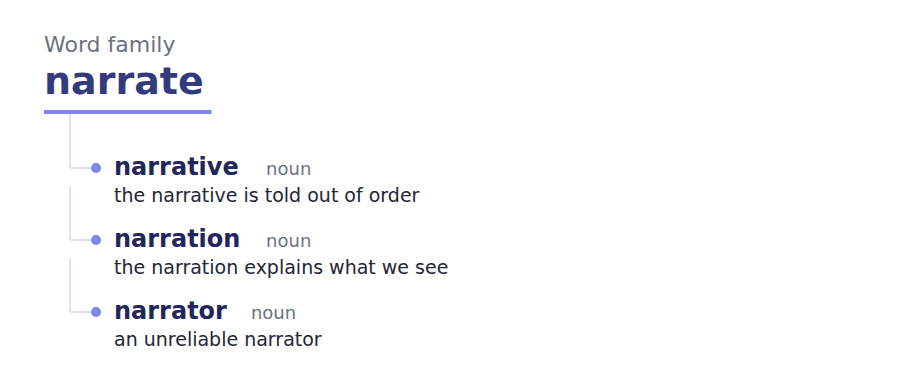 Word family
narrate
narrative noun
the narrative is told out of order
narration noun
the narration explains what we see
narrator noun
an unreliable narrator